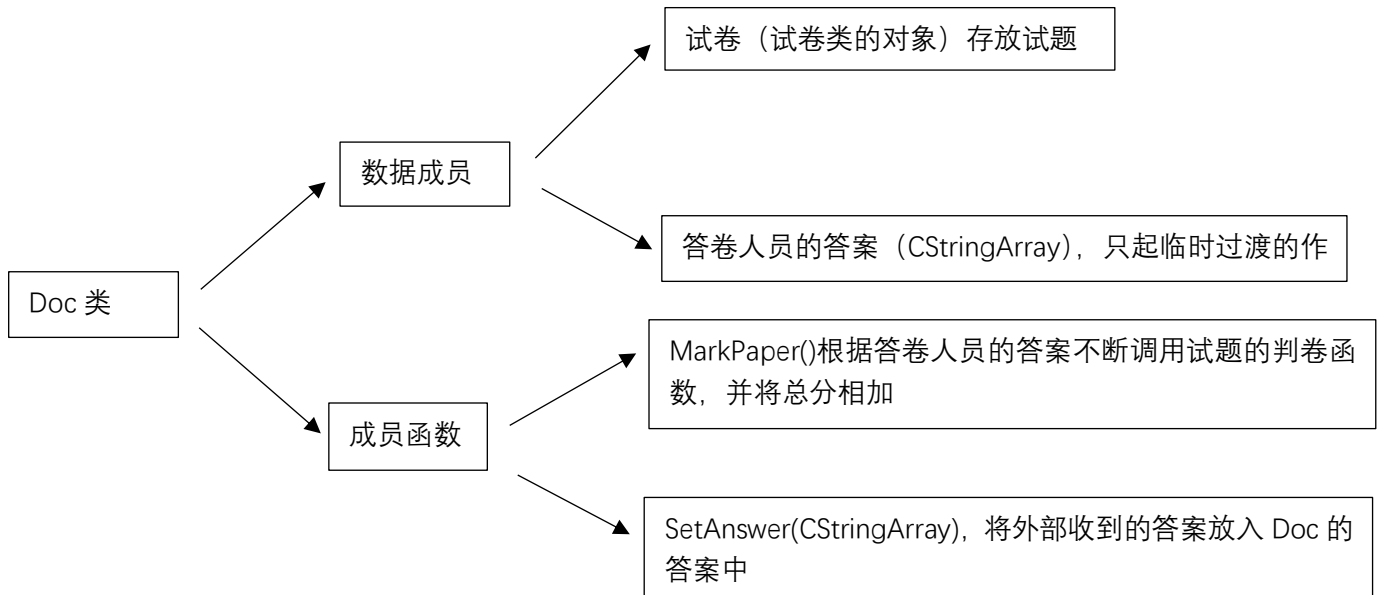 试卷（试卷类的对象）存放试题
数据成员
答卷人员的答案（CStringArray），只起临时过渡的作
Doc 类
MarkPaper()根据答卷人员的答案不断调用试题的判卷函
数，并将总分相加
成员函数
SetAnswer(CStringArray)，将外部收到的答案放入 Doc 的
答案中